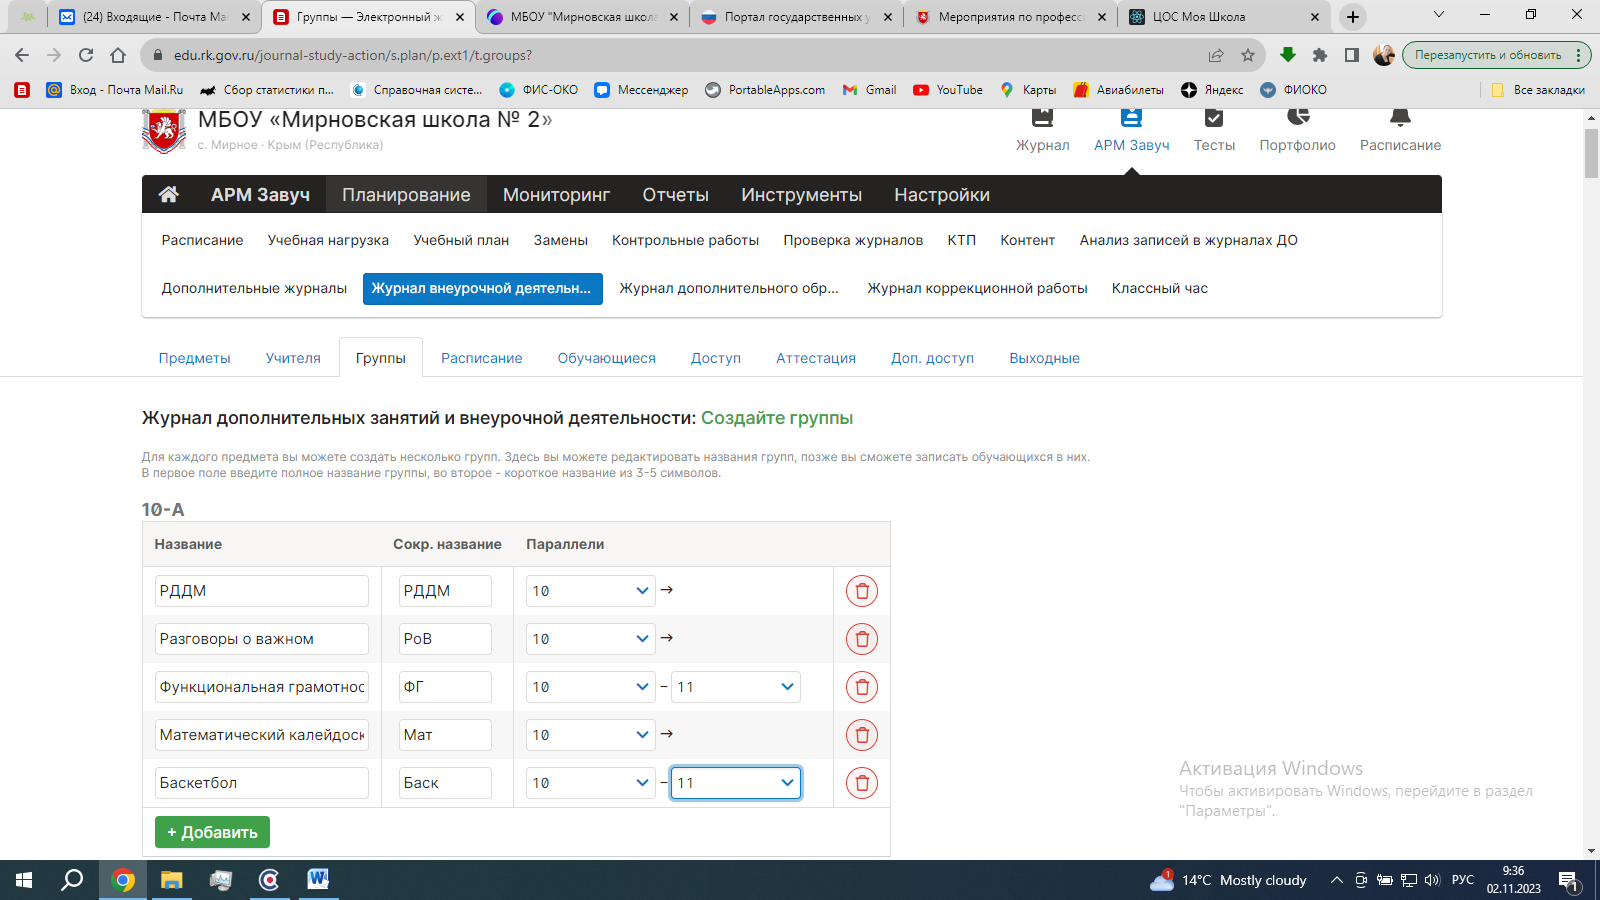 (24) Входящие - Почта Mai
Группы — Электронный ж
МБОУ "Мирновская школа
Портал государственных у
Мероприятия по професс
ЦОС Моя Школа
edu.rk.gov.ru/journal-study-action/s.plan/p.ext1/t.groups?
Перезапустить и обновить
Вход - Почта Mail.Ru
Сбор статистики п...
Справочная систе...
ФИС-ОКО
Мессенджер
PortableApps.com
Gmail
YouTube
Карты
Авиабилеты
Яндекс
ФИОКО
Все закладки
МБОУ «Мирновская школа № 2»
с. Мирное · Крым (Республика)
Журнал
АРМ Завуч
Тесты
Портфолио
Расписание
АРМ Завуч
Планирование
Мониторинг
Отчеты
Инструменты
Настройки
Расписание
Учебная нагрузка
Учебный план
Замены
Контрольные работы
Проверка журналов
КТП
Контент
Анализ записей в журналах ДО
Дополнительные журналы
Журнал внеурочной деятельн...
Журнал дополнительного обр...
Журнал коррекционной работы
Классный час
Предметы
Учителя
Группы
Расписание
Обучающиеся
Доступ
Аттестация
Доп. доступ
Выходные
Журнал дополнительных занятий и внеурочной деятельности: Создайте группы
Для каждого предмета вы можете создать несколько групп. Здесь вы можете редактировать названия групп, позже вы сможете записать обучающихся в них.
В первое поле введите полное название группы, во второе - короткое название из 3-5 символов.
10-А
Название
Сокр. название
Параллели
РДДМ
РДДМ
10 →
Разговоры о важном
РоВ
10 →
Функциональная грамотнос
ФГ
10 – 11
Математический калейдоск
Мат
10 →
Баскетбол
Баск
10 – 11
+ Добавить
Активация Windows
Чтобы активировать Windows, перейдите в раздел
"Параметры".
1
14°C Mostly cloudy
РУС
9:36
02.11.2023
1